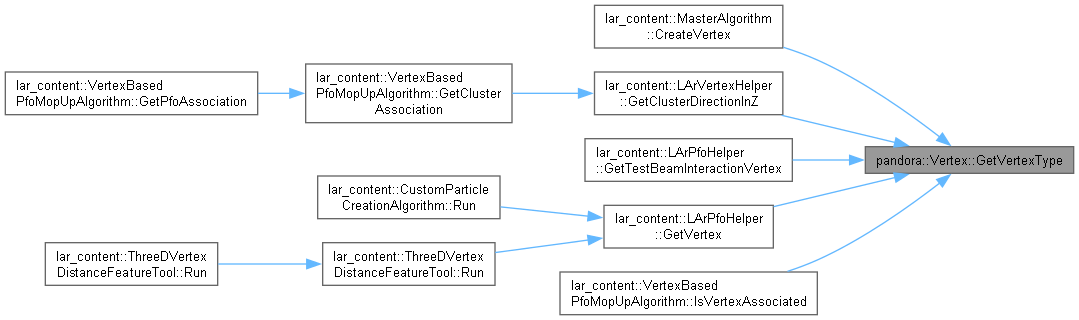 lar_content::MasterAlgorithm
::CreateVertex
lar_content::VertexBased
PfoMopUpAlgorithm::GetPfoAssociation
lar_content::VertexBased
PfoMopUpAlgorithm::GetCluster
Association
lar_content::LArVertexHelper
::GetClusterDirectionInZ
lar_content::LArPfoHelper
::GetTestBeamInteractionVertex
pandora::Vertex::GetVertexType
lar_content::CustomParticle
CreationAlgorithm::Run
lar_content::LArPfoHelper
::GetVertex
lar_content::ThreeDVertex
DistanceFeatureTool::Run
lar_content::ThreeDVertex
DistanceFeatureTool::Run
lar_content::VertexBased
PfoMopUpAlgorithm::IsVertexAssociated